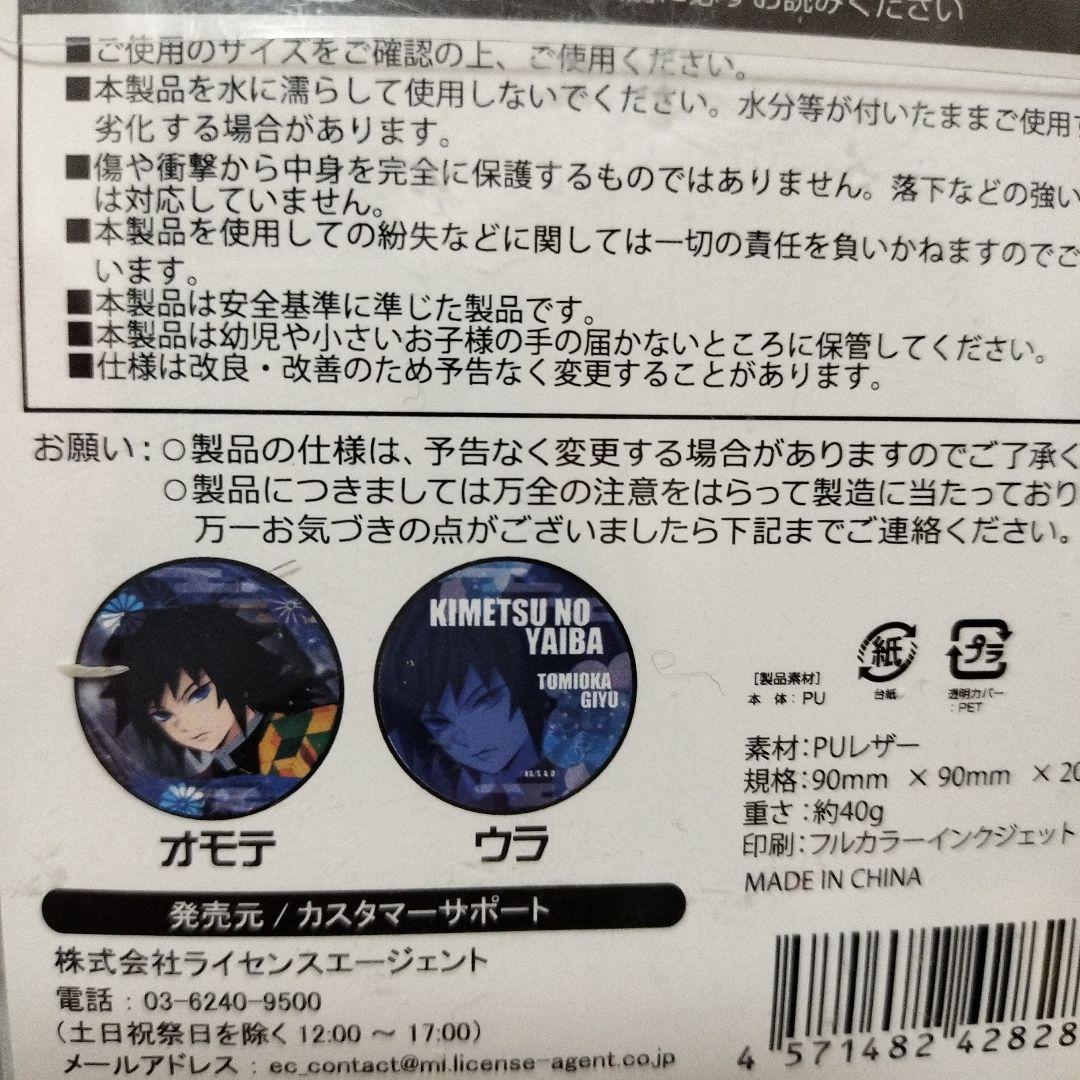 必ずお読みください
■ご使用のサイズをご確認の上、ご使用ください。
■本製品を水に濡らして使用しないでください。水分等が付いたままご使用す
劣化する場合があります。
■傷や衝撃から中身を完全に保護するものではありません。落下などの強い
は対応していません。
■本製品を使用しての紛失などに関しては一切の責任を負いかねますのでご
います。
■本製品は安全基準に準じた製品です。
■本製品は幼児や小さいお子様の手の届かないところに保管してください。
■仕様は改良・改善のため予告なく変更することがあります。
お願い：○製品の仕様は、予告なく変更する場合がありますのでご了承く
○製品につきましては万全の注意をはらって製造に当たっており
万一お気づきの点がございましたら下記までご連絡ください。
KIMETSU NO
YAIBA
TOMIOKA
GIYU
オモテ
ウラ
[製品素材]
本 体：PU
紙
台紙
プラ
透明カバー
：PET
素材：PUレザー
規格：90mm × 90mm × 20
重さ：約40g
印刷：フルカラーインクジェット
MADE IN CHINA
発売元 / カスタマーサポート
株式会社ライセンスエージェント
電話：03-6240-9500
（土日祝祭日を除く 12:00 ～ 17:00）
メールアドレス：ec_contact@mi.license-agent.co.jp
4 571482 42828